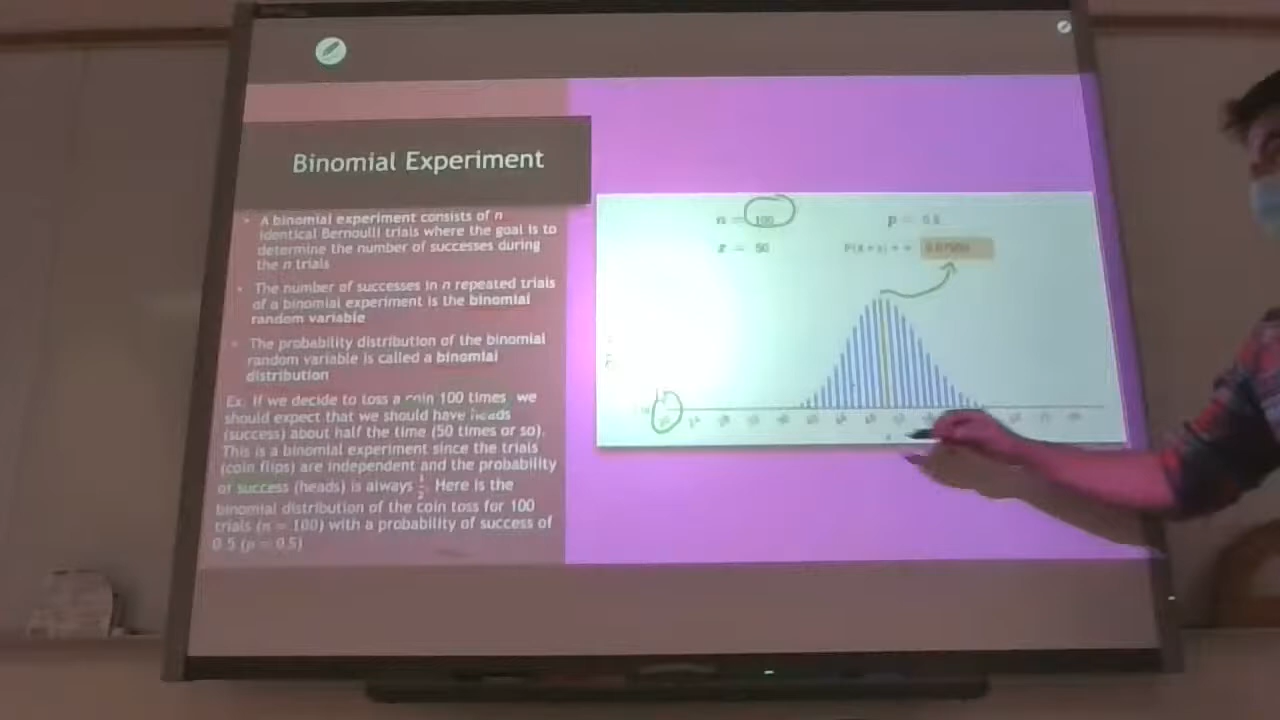 Binomial Experiment
• A binomial experiment consists of n
identical Bernoulli trials where the goal is to
determine the number of successes during
the n trials
• The number of successes in n repeated trials
of a binomial experiment is the binomial
random variable
• The probability distribution of the binomial
random variable is called a binomial
distribution
Ex. If we decide to toss a coin 100 times, we
should expect that we should have heads
(success) about half the time (50 times or so).
This is a binomial experiment since the trials
(coin flips) are independent and the probability
of success (heads) is always 1/2. Here is the
binomial distribution of the coin toss for 100
trials (n = 100) with a probability of success of
0.5 (p = 0.5)
n = 100
p = 0.5
x = 50